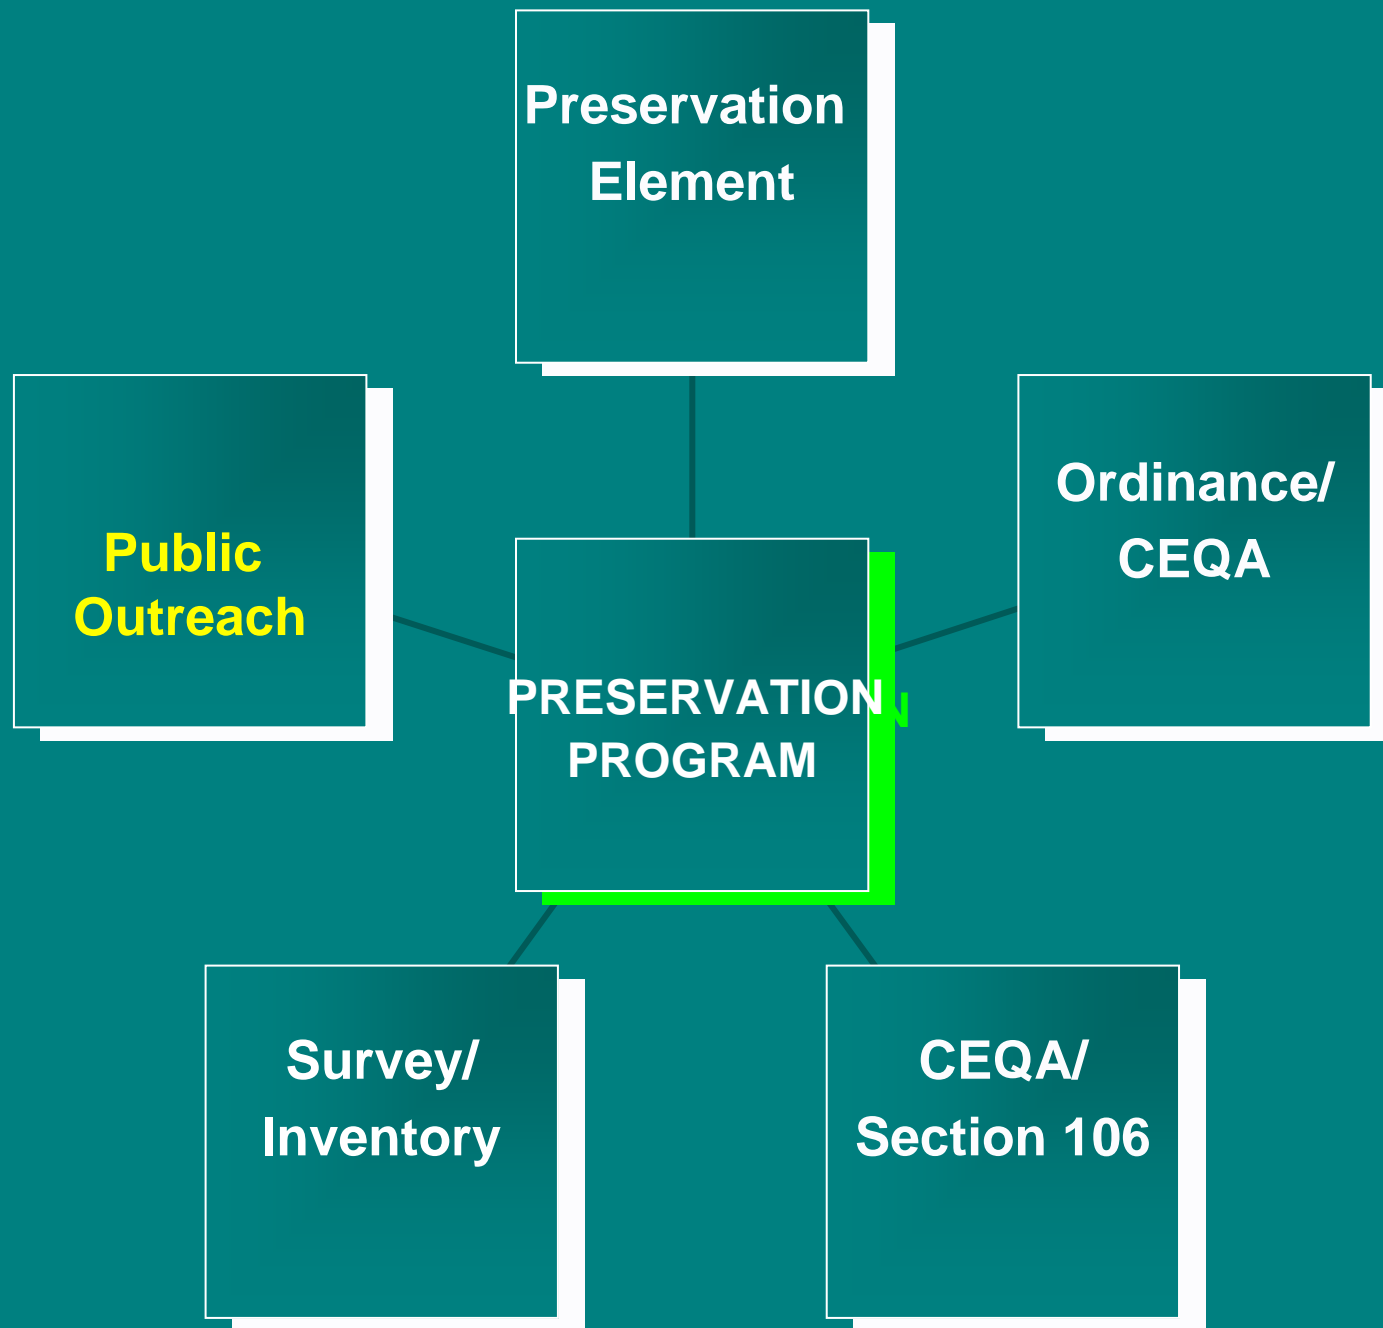 Preservation
Element
Ordinance/
CEQA
Public
Outreach
PRESERVATION
PROGRAM
Survey/
Inventory
CEQA/
Section 106